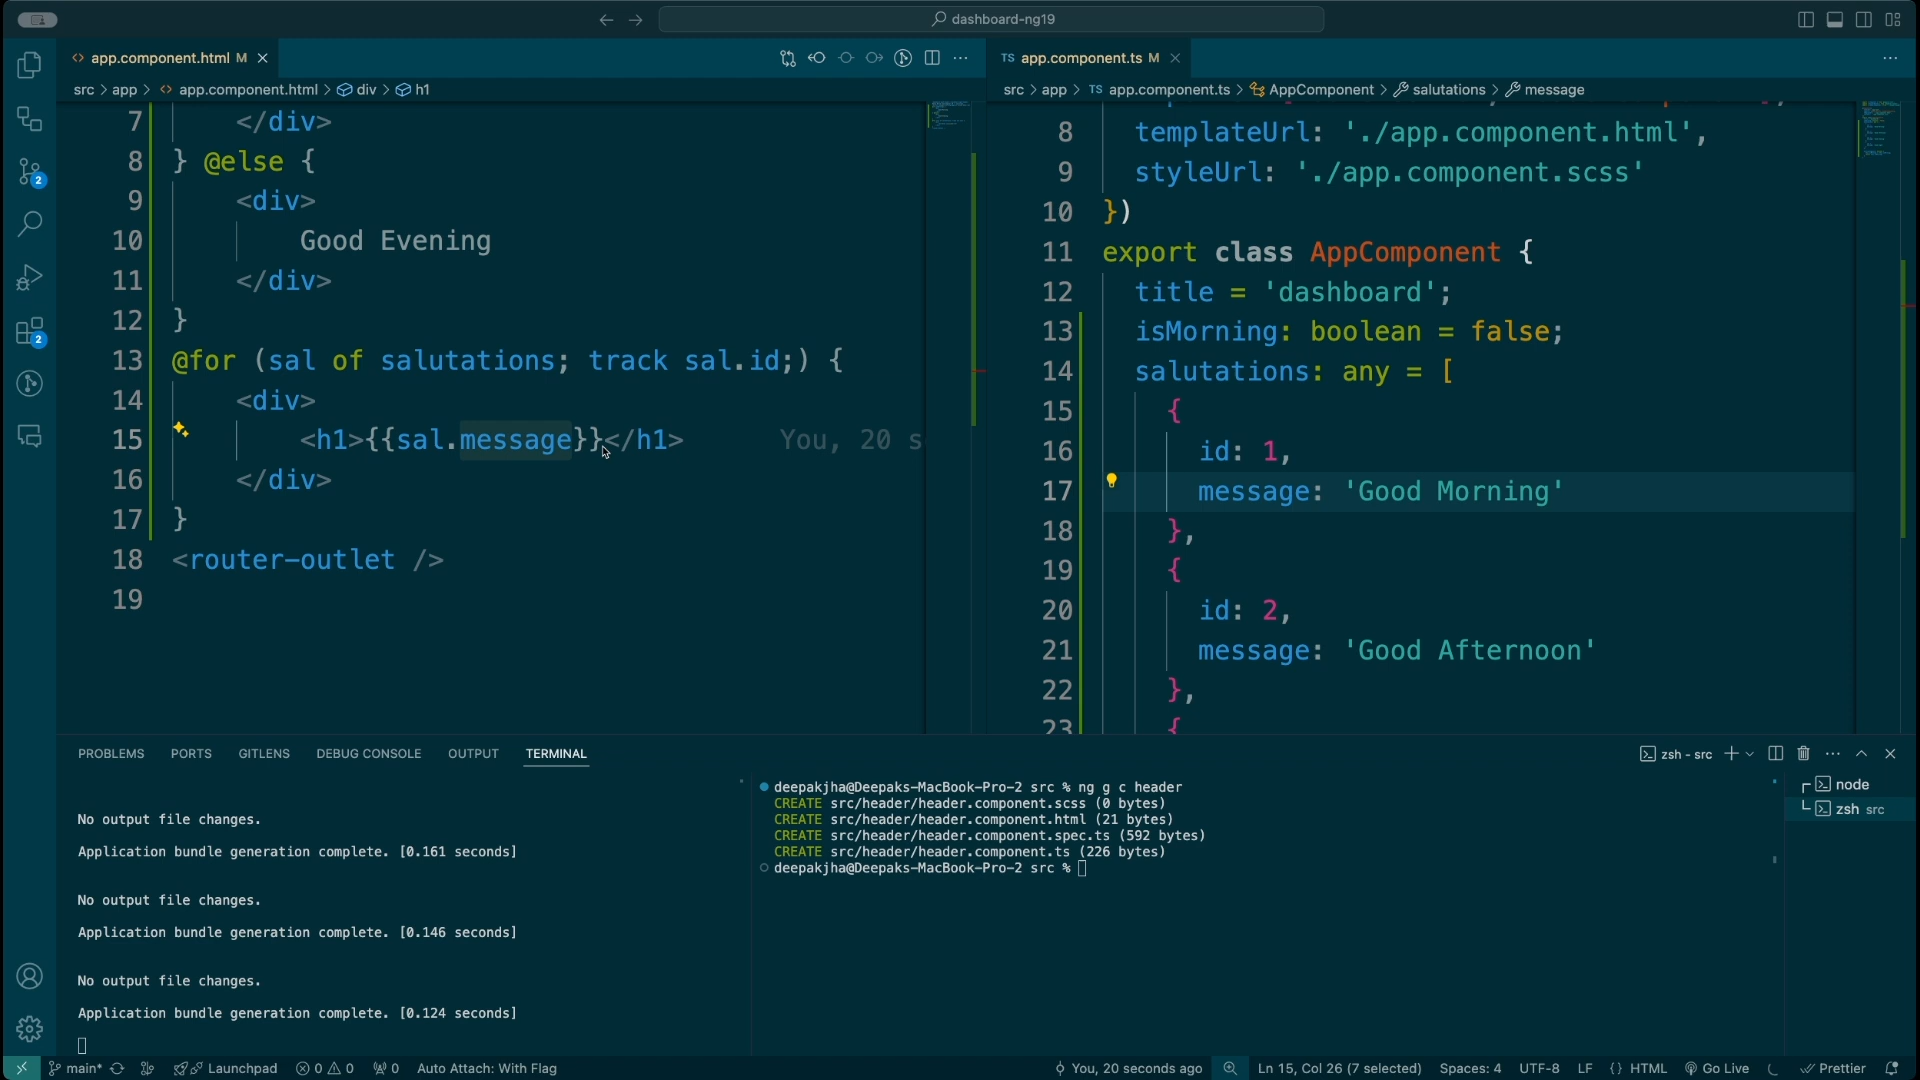 dashboard-ng19
app.component.html M
src > app > app.component.html > div > h1
7 </div>
8 } @else {
9 <div>
10 Good Evening
11 </div>
12 }
13 @for (sal of salutations; track sal.id;) {
14 <div>
15 <h1>{{sal.message}}</h1> You, 20 s
16 </div>
17 }
18 <router-outlet />
19
TS app.component.ts M
src > app > TS app.component.ts > AppComponent > salutations > message
8 templateUrl: './app.component.html',
9 styleUrl: './app.component.scss'
10 })
11 export class AppComponent {
12 title = 'dashboard';
13 isMorning: boolean = false;
14 salutations: any = [
15 {
16 id: 1,
17 message: 'Good Morning'
18 },
19 {
20 id: 2,
21 message: 'Good Afternoon'
22 },
23 {
2
2
PROBLEMS PORTS GITLENS DEBUG CONSOLE OUTPUT TERMINAL
zsh - src
No output file changes.
Application bundle generation complete. [0.161 seconds]
No output file changes.
Application bundle generation complete. [0.146 seconds]
No output file changes.
Application bundle generation complete. [0.124 seconds]
deepakjha@Deepaks-MacBook-Pro-2 src % ng g c header
CREATE src/header/header.component.scss (0 bytes)
CREATE src/header/header.component.html (21 bytes)
CREATE src/header/header.component.spec.ts (592 bytes)
CREATE src/header/header.component.ts (226 bytes)
deepakjha@Deepaks-MacBook-Pro-2 src %
node
zsh src
main* Launchpad 0 0 0 Auto Attach: With Flag You, 20 seconds ago Ln 15, Col 26 (7 selected) Spaces: 4 UTF-8 LF {} HTML Go Live Prettier